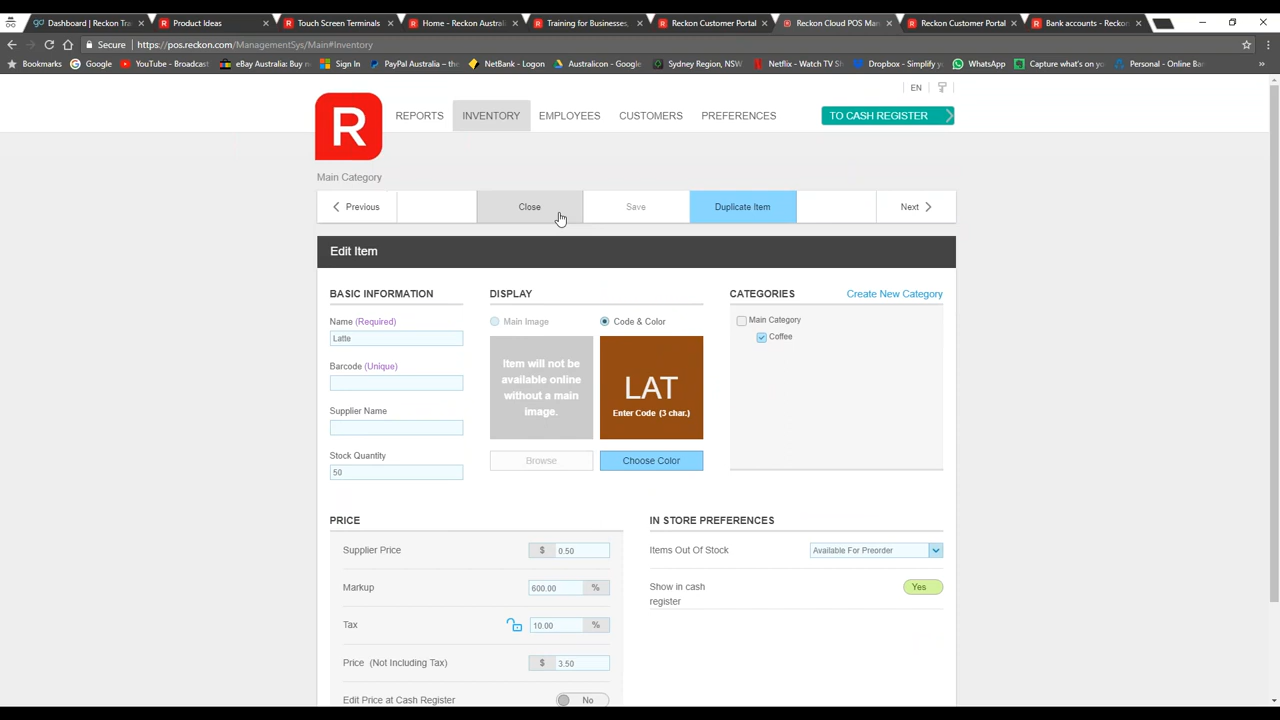 Dashboard | Reckon Tra
Product Ideas
Touch Screen Terminals
Home - Reckon Austral
Training for Businesses,
Reckon Customer Portal
Reckon Cloud POS Man
Reckon Customer Portal
Bank accounts - Reckon
Secure | https://pos.reckon.com/ManagementSys/Main#Inventory
Bookmarks
Google
YouTube - Broadcast
eBay Australia: Buy n
Sign In
PayPal Australia – th
NetBank - Logon
Australicon - Google
Sydney Region, NSW
Netflix - Watch TV Sh
Dropbox - Simplify y
WhatsApp
Capture what's on yo
Personal - Online Ba
»
EN
R
REPORTS
INVENTORY
EMPLOYEES
CUSTOMERS
PREFERENCES
TO CASH REGISTER
Main Category
Previous
Close
Save
Duplicate Item
Next
Edit Item
BASIC INFORMATION
Name (Required)
Latte
Barcode (Unique)
Supplier Name
Stock Quantity
50
DISPLAY
Main Image
Code & Color
Item will not be
available online
without a main
image.
LAT
Enter Code (3 char.)
Browse
Choose Color
CATEGORIES
Create New Category
Main Category
Coffee
PRICE
Supplier Price
$ 0.50
Markup
600.00 %
Tax
10.00 %
Price (Not Including Tax)
$ 3.50
Edit Price at Cash Register
No
IN STORE PREFERENCES
Items Out Of Stock
Available For Preorder
Show in cash
register
Yes